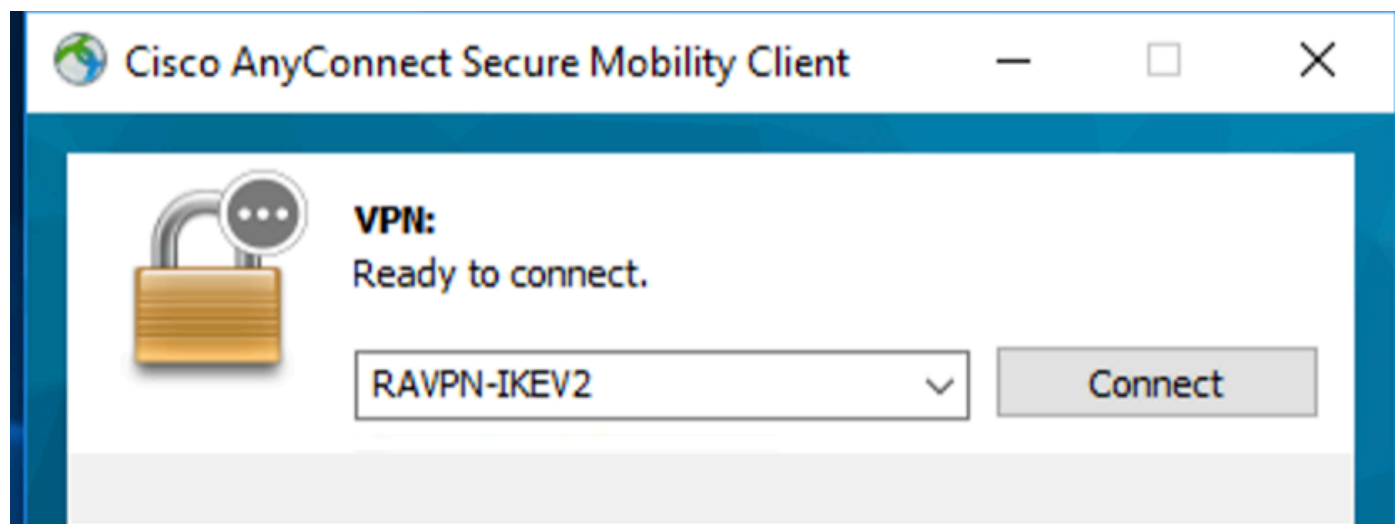 Cisco AnyConnect Secure Mobility Client
VPN:
Ready to connect.
RAVPN-IKEV2
Connect